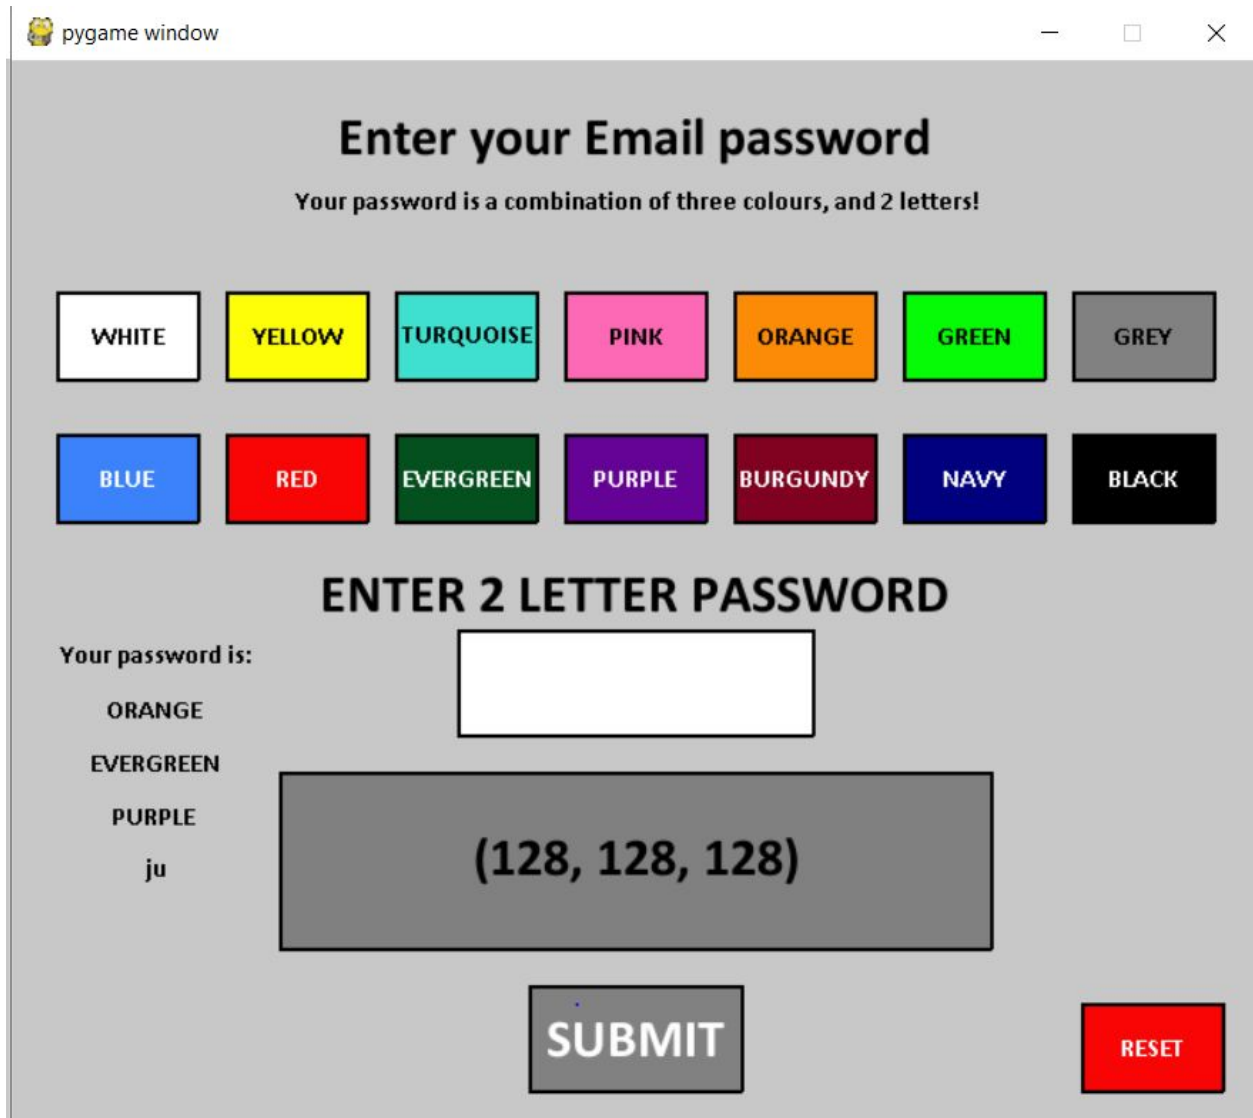 pygame window
Enter your Email password
Your password is a combination of three colours, and 2 letters!
WHITE YELLOW TURQUOISE PINK ORANGE GREEN GREY
BLUE RED EVERGREEN PURPLE BURGUNDY NAVY BLACK
ENTER 2 LETTER PASSWORD
Your password is:
ORANGE
EVERGREEN
PURPLE
ju
(128, 128, 128)
SUBMIT
RESET